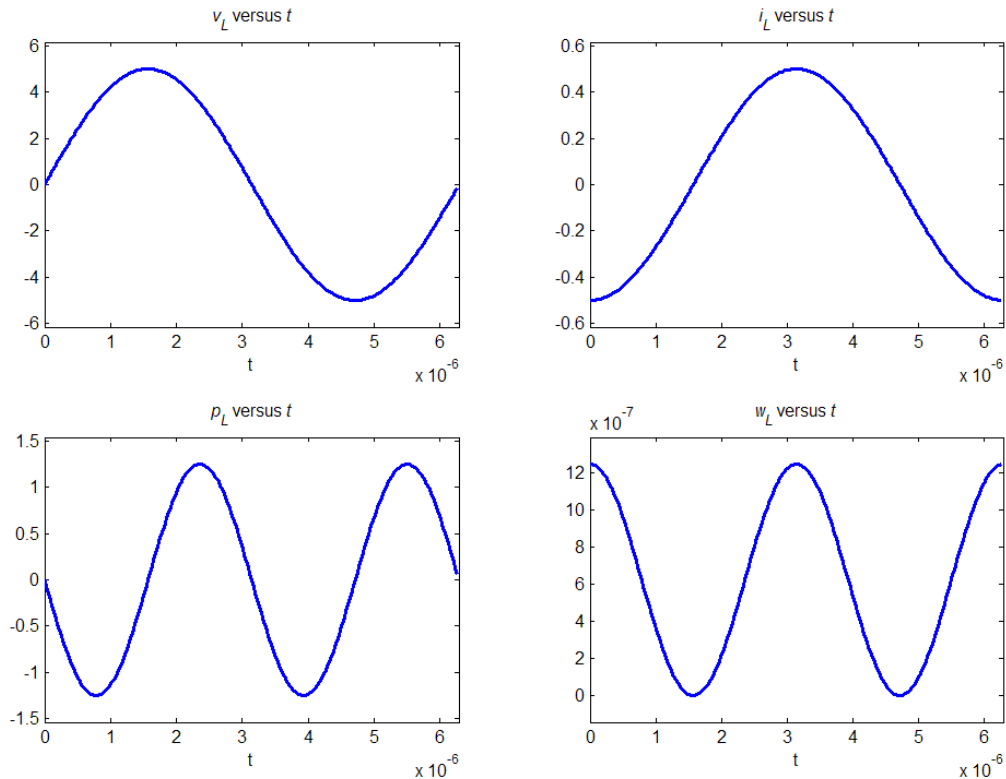 v_L versus t
6
4
2
0
-2
-4
-6
0 1 2 3 4 5 6
t
x 10^-6
i_L versus t
0.6
0.4
0.2
0
-0.2
-0.4
-0.6
0 1 2 3 4 5 6
t
x 10^-6
p_L versus t
1.5
1
0.5
0
-0.5
-1
-1.5
0 1 2 3 4 5 6
t
x 10^-6
w_L versus t
x 10^-7
12
10
8
6
4
2
0
0 1 2 3 4 5 6
t
x 10^-6